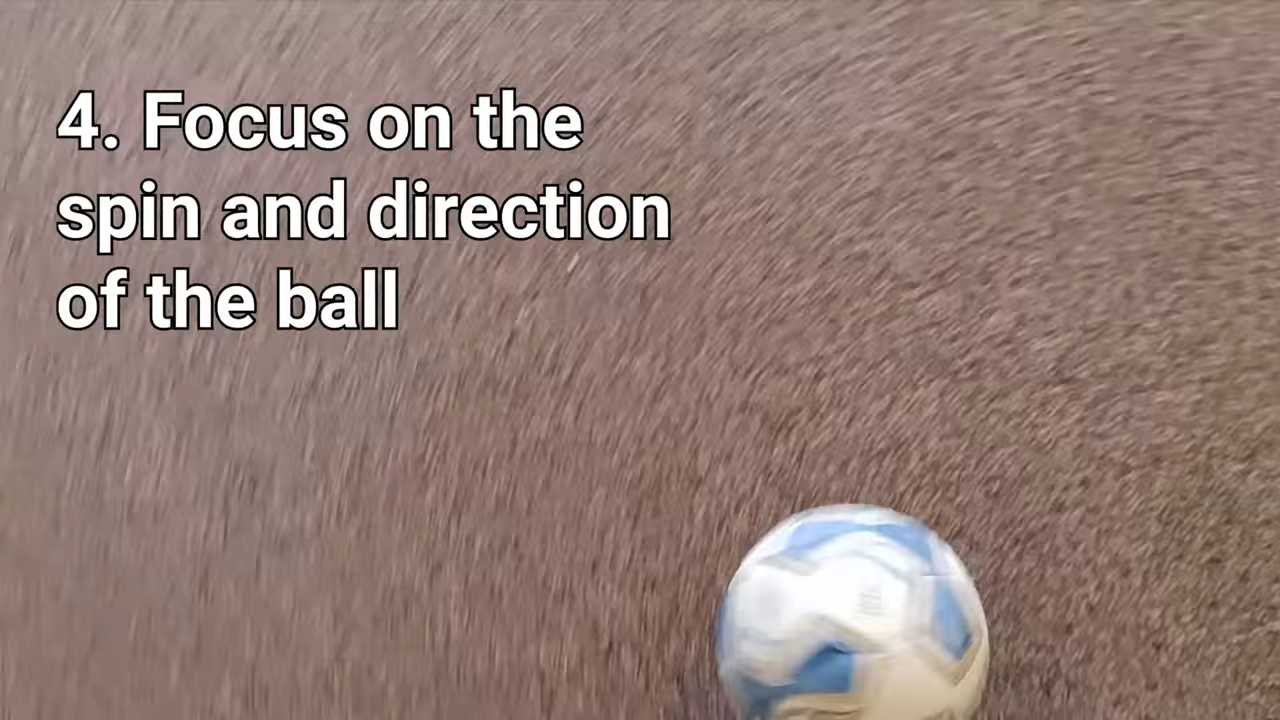 4. Focus on the
spin and direction
of the ball